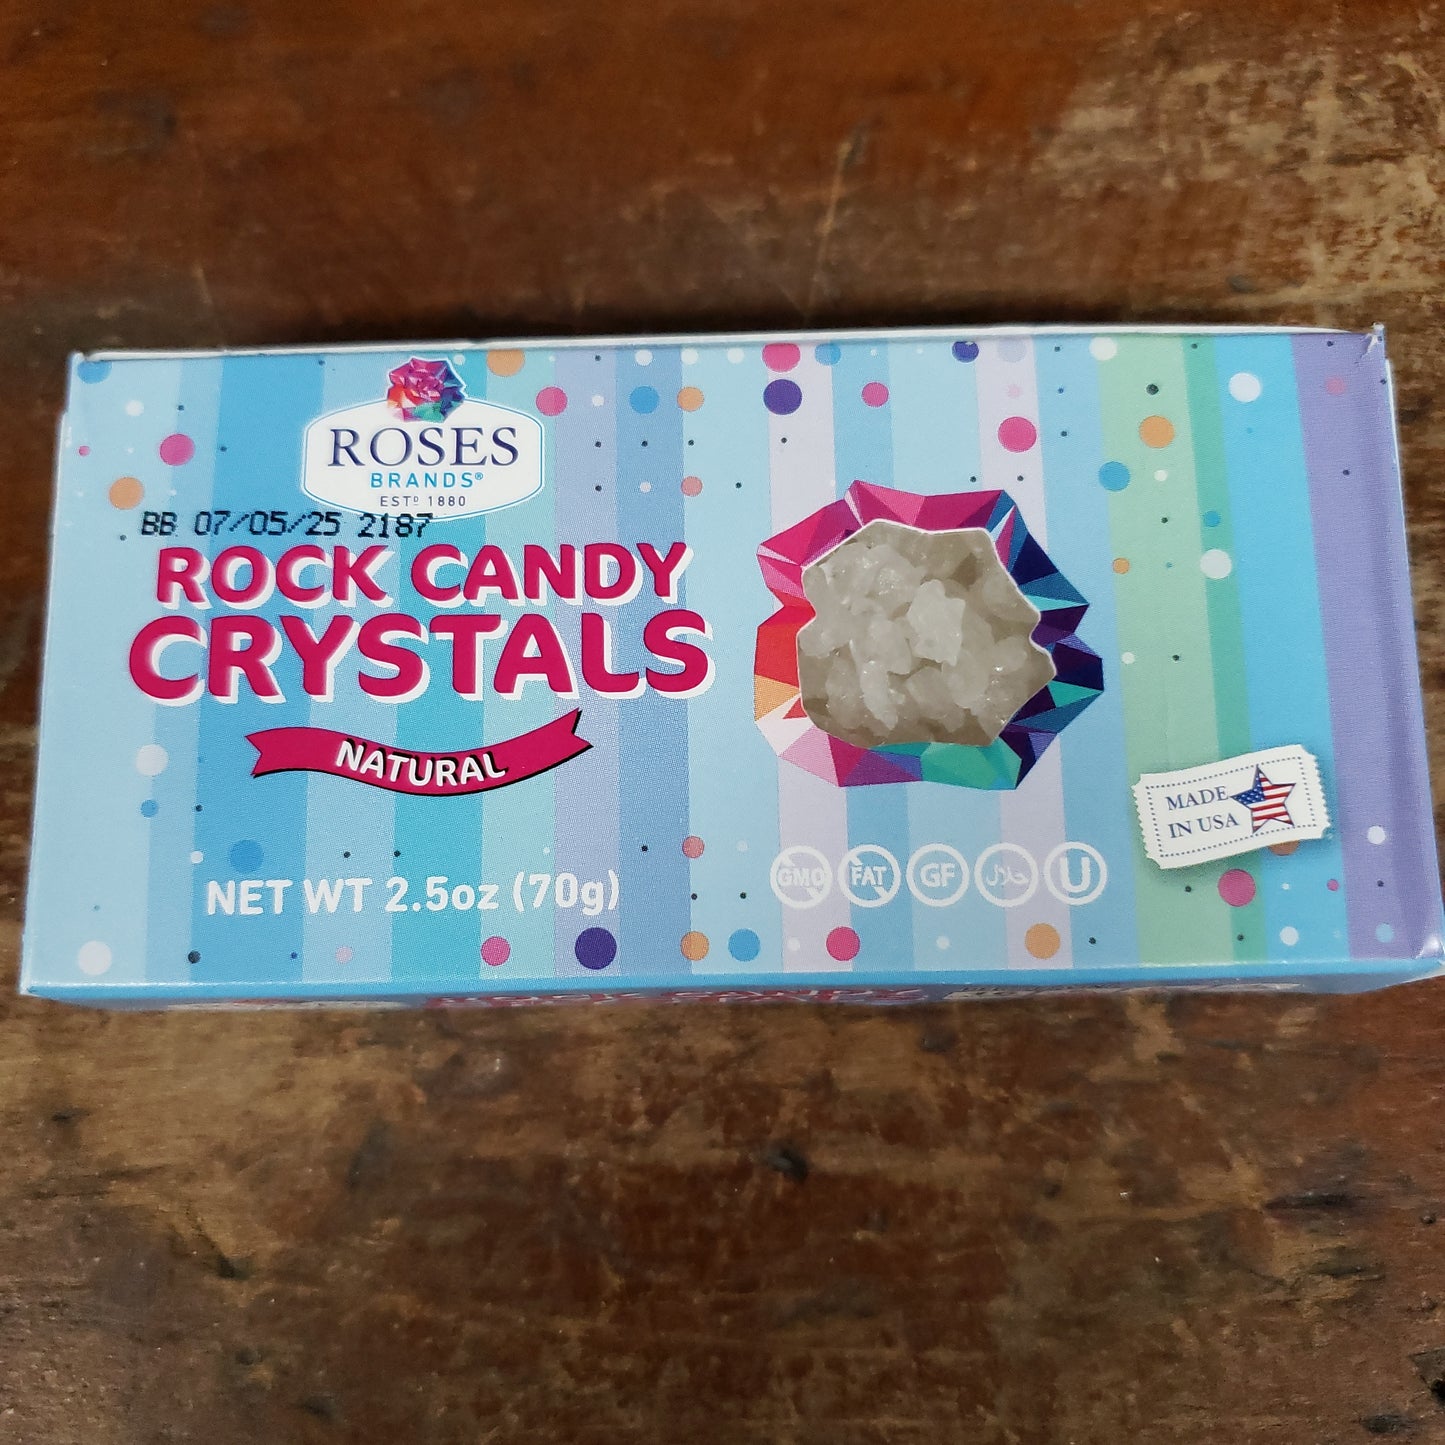 ROSES
BRANDS®
ESTD 1880
BB 07/05/25 2187
ROCK CANDY
CRYSTALS
NATURAL
NET WT 2.5oz (70g)
GMO FAT GF حلال U
MADE
IN USA